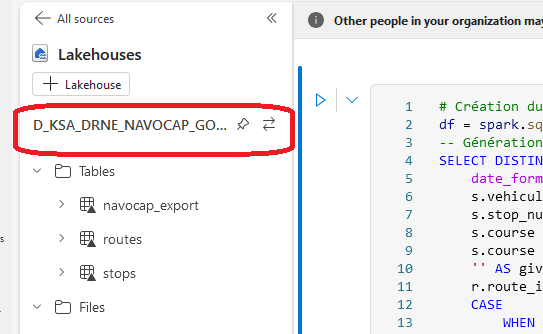 All sources
Other people in your organization may
Lakehouses
Lakehouse
D_KSA_DRNE_NAVOCAP_GO...
Tables
navocap_export
routes
stops
Files
s
1 # Création du
2 df = spark.sq
3 -- Génération
4 SELECT DISTIN
5 date_form
6 s.vehicul
7 s.stop_nu
8 s.course
9 s.course
10 '' AS giv
11 r.route_i
12 CASE
13 WHEN